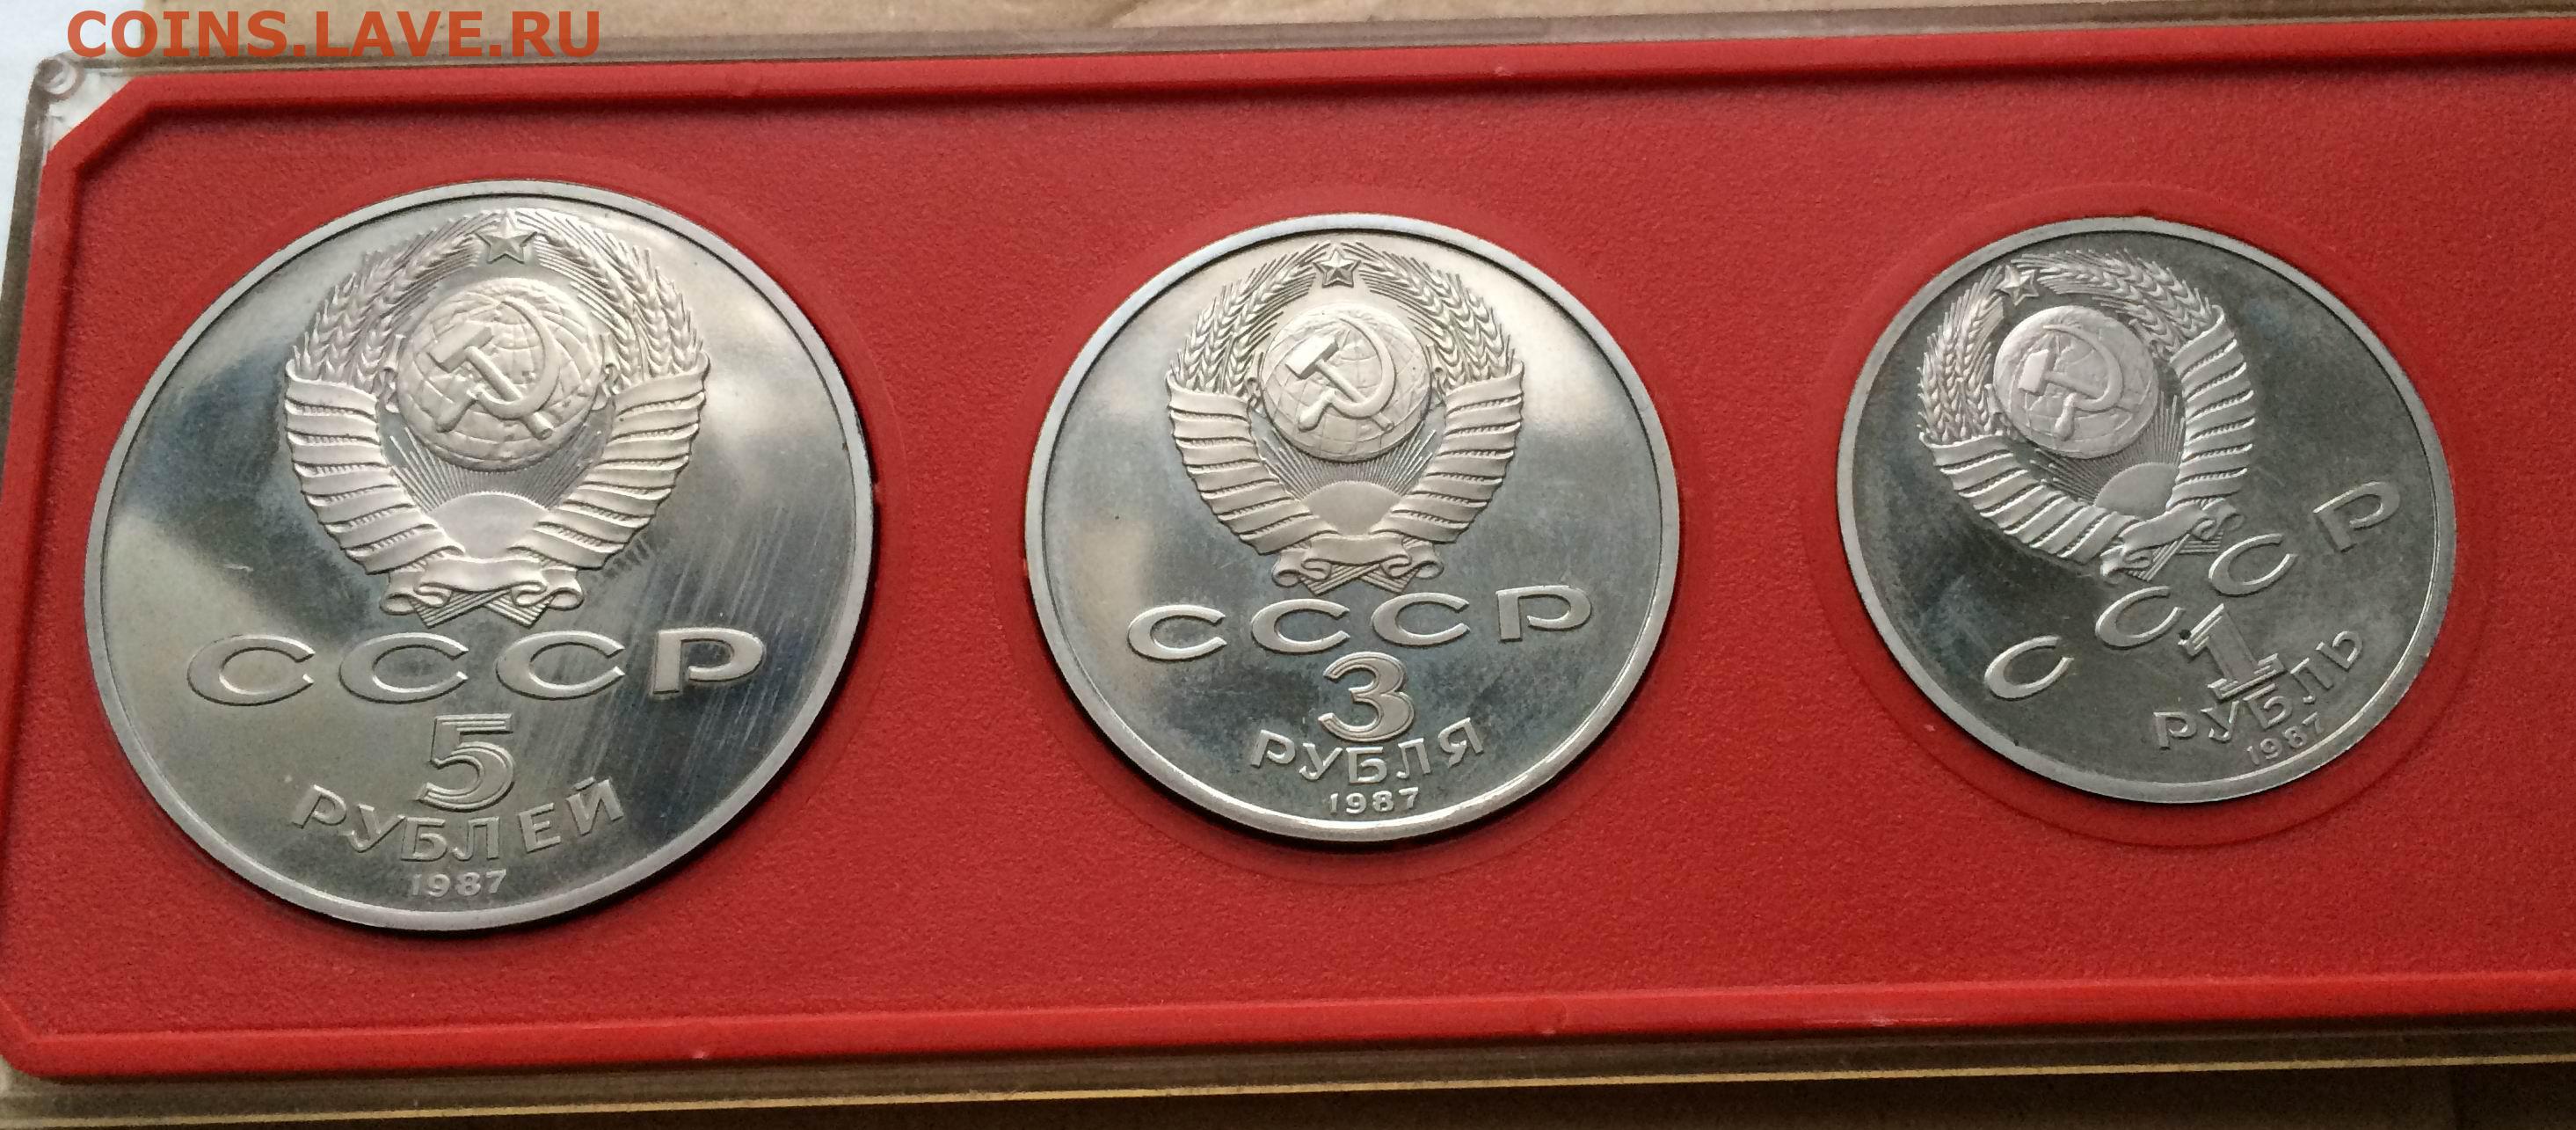 COINS.LAVE.RU
СССР
5
РУБЛЕЙ
1987
СССР
3
РУБЛЯ
1987
СССР
1
РУБЛЬ
1987